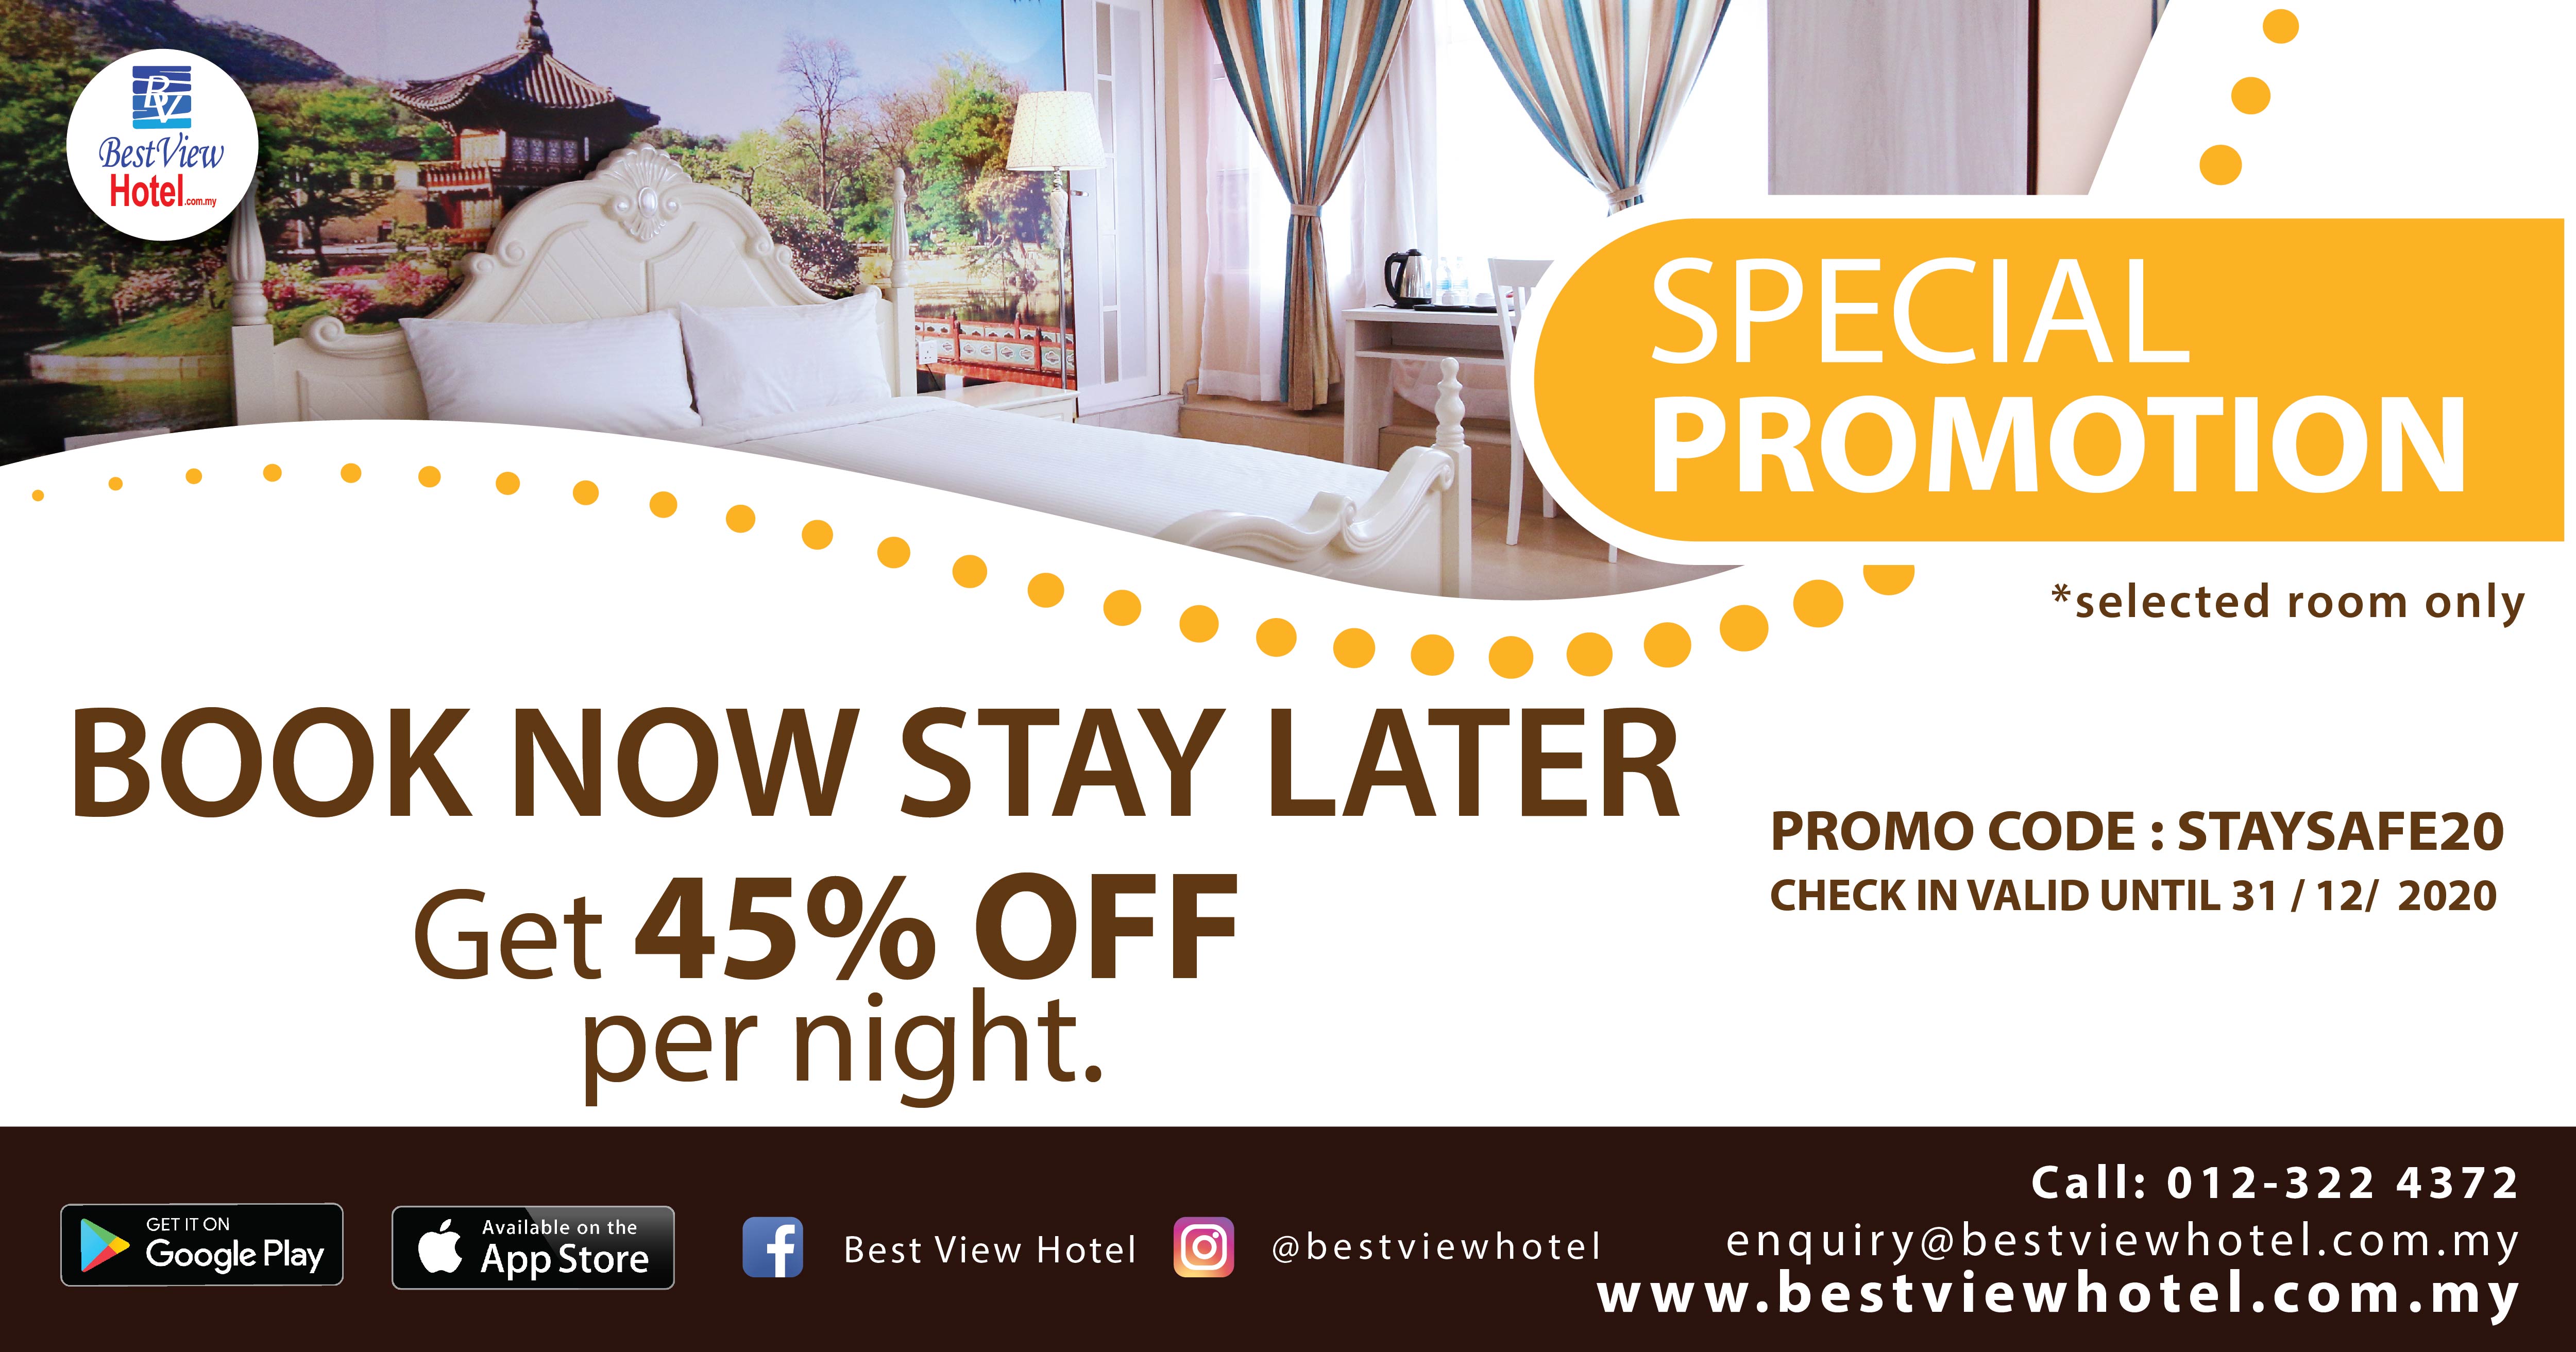 BV
BestView
Hotel.com.my
SPECIAL
PROMOTION
*selected room only
BOOK NOW STAY LATER
Get 45% OFF
per night.
PROMO CODE : STAYSAFE20
CHECK IN VALID UNTIL 31 / 12/ 2020
GET IT ON
Google Play
Available on the
App Store
Best View Hotel
@bestviewhotel
Call: 012-322 4372
enquiry@bestviewhotel.com.my
www.bestviewhotel.com.my